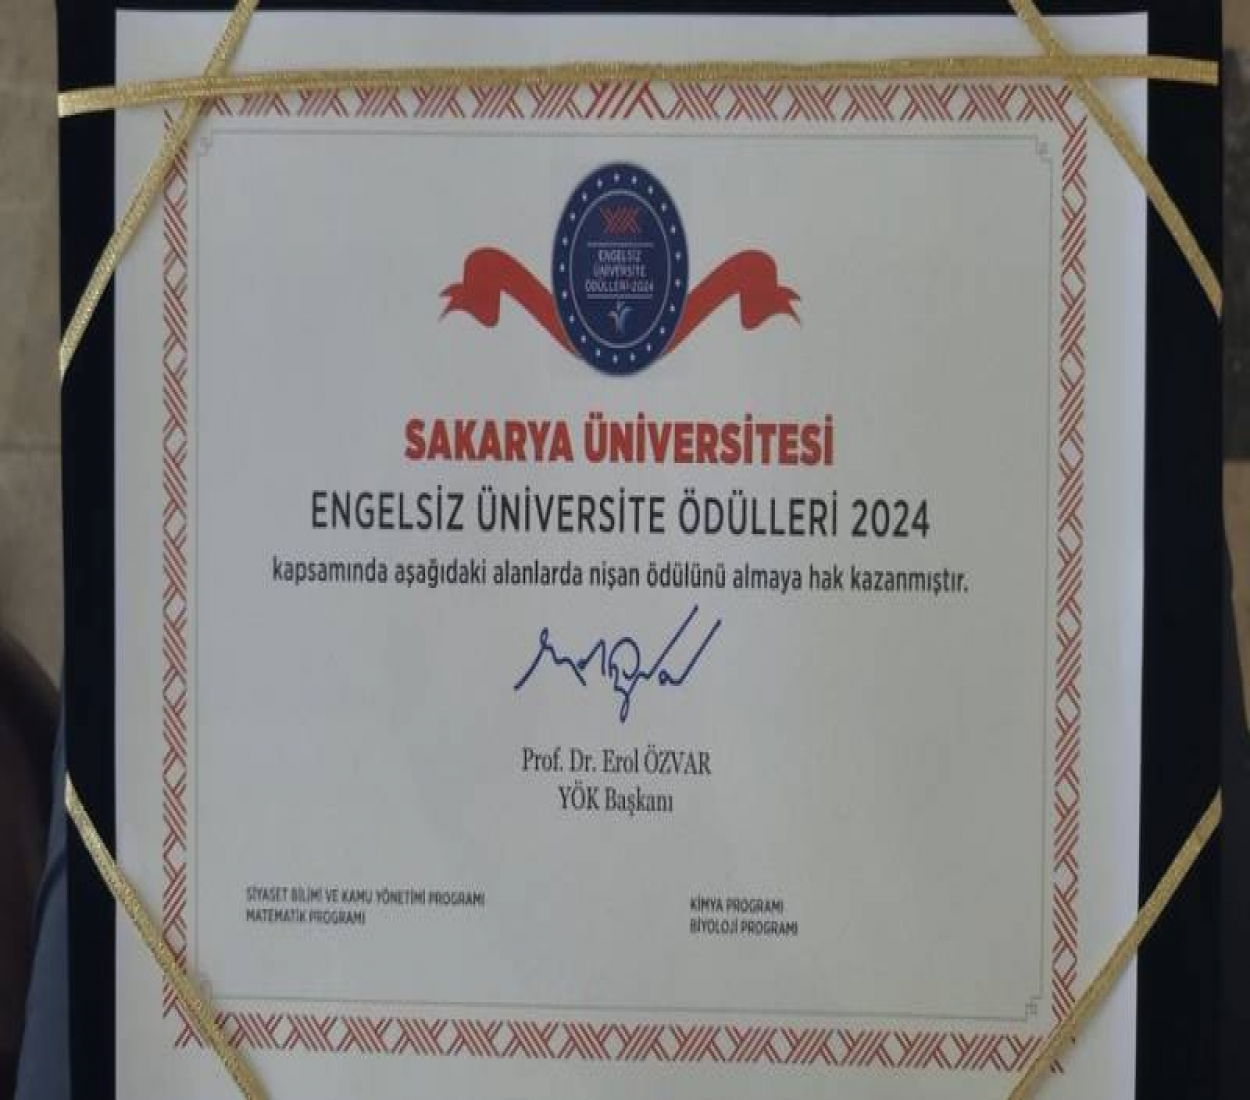 ENGELSİZ
ÜNİVERSİTE
ÖDÜLLERİ-2024
SAKARYA ÜNİVERSİTESİ
ENGELSİZ ÜNİVERSİTE ÖDÜLLERİ 2024
kapsamında aşağıdaki alanlarda nişan ödülünü almaya hak kazanmıştır.
Prof. Dr. Erol ÖZVAR
YÖK Başkanı
SİYASET BİLİMİ VE KAMU YÖNETİMİ PROGRAMI
MATEMATİK PROGRAMI
KİMYA PROGRAMI
BİYOLOJİ PROGRAMI